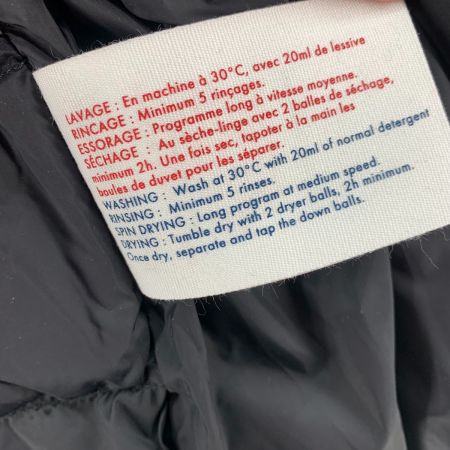 LAVAGE : En machine à 30°C, avec 20ml de lessive
RINCAGE : Minimum 5 rinçages.
ESSORAGE : Programme long à vitesse moyenne.
SÉCHAGE : Au sèche-linge avec 2 balles de séchage,
minimum 2h. Une fois sec, tapoter à la main les
boules de duvet pour les séparer.
WASHING : Wash at 30°C with 20ml of normal detergent
RINSING : Minimum 5 rinses.
SPIN DRYING : Long program at medium speed.
DRYING : Tumble dry with 2 dryer balls, 2h minimum.
Once dry, separate and tap the down balls.